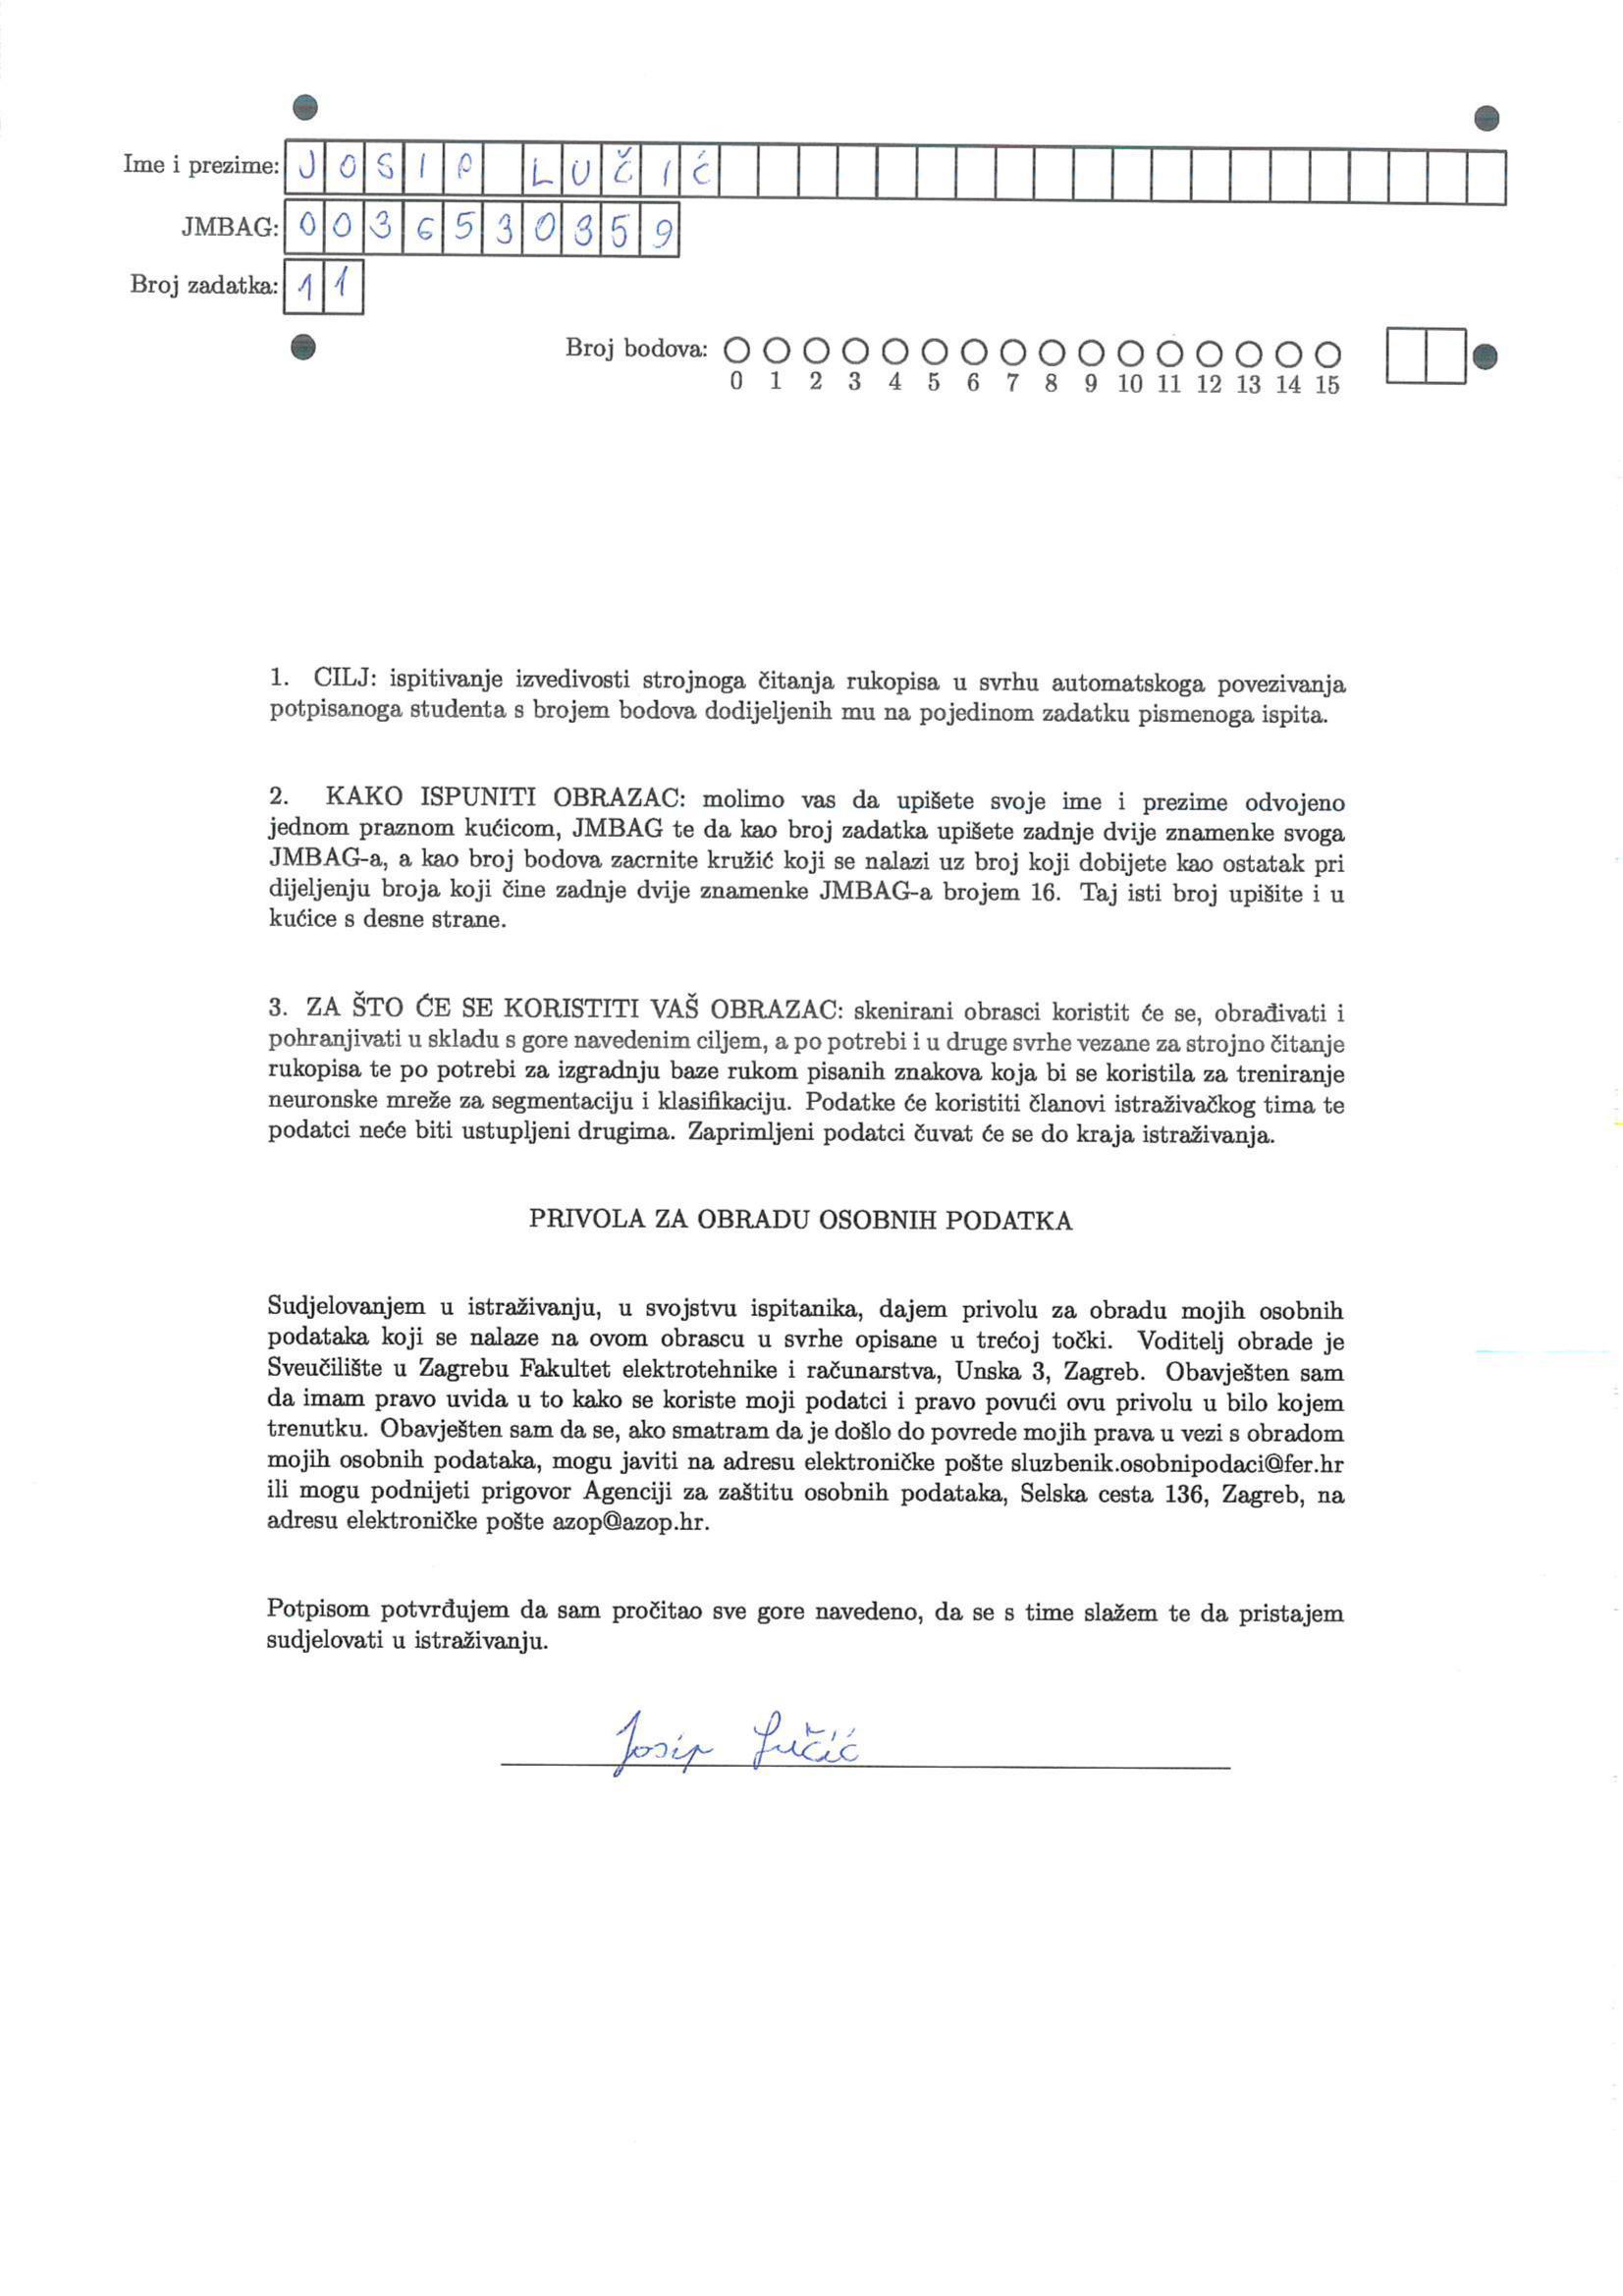 Ime i prezime: JOSIP LUČIĆ
JMBAG: 0036530359
Broj zadatka: 11
Broj bodova:
0 1 2 3 4 5 6 7 8 9 10 11 12 13 14 15
1. CILJ: ispitivanje izvedivosti strojnoga čitanja rukopisa u svrhu automatskoga povezivanja
potpisanoga studenta s brojem bodova dodijeljenih mu na pojedinom zadatku pismenoga ispita.
2. KAKO ISPUNITI OBRAZAC: molimo vas da upišete svoje ime i prezime odvojeno
jednom praznom kućicom, JMBAG te da kao broj zadatka upišete zadnje dvije znamenke svoga
JMBAG-a, a kao broj bodova zacrnite kružić koji se nalazi uz broj koji dobijete kao ostatak pri
dijeljenju broja koji čine zadnje dvije znamenke JMBAG-a brojem 16. Taj isti broj upišite i u
kućice s desne strane.
3. ZA ŠTO ĆE SE KORISTITI VAŠ OBRAZAC: skenirani obrasci koristit će se, obrađivati i
pohranjivati u skladu s gore navedenim ciljem, a po potrebi i u druge svrhe vezane za strojno čitanje
rukopisa te po potrebi za izgradnju baze rukom pisanih znakova koja bi se koristila za treniranje
neuronske mreže za segmentaciju i klasifikaciju. Podatke će koristiti članovi istraživačkog tima te
podatci neće biti ustupljeni drugima. Zaprimljeni podatci čuvat će se do kraja istraživanja.
PRIVOLA ZA OBRADU OSOBNIH PODATKA
Sudjelovanjem u istraživanju, u svojstvu ispitanika, dajem privolu za obradu mojih osobnih
podataka koji se nalaze na ovom obrascu u svrhe opisane u trećoj točki. Voditelj obrade je
Sveučilište u Zagrebu Fakultet elektrotehnike i računarstva, Unska 3, Zagreb. Obavješten sam
da imam pravo uvida u to kako se koriste moji podatci i pravo povući ovu privolu u bilo kojem
trenutku. Obavješten sam da se, ako smatram da je došlo do povrede mojih prava u vezi s obradom
mojih osobnih podataka, mogu javiti na adresu elektroničke pošte sluzbenik.osobnipodaci@fer.hr
ili mogu podnijeti prigovor Agenciji za zaštitu osobnih podataka, Selska cesta 136, Zagreb, na
adresu elektroničke pošte azop@azop.hr.
Potpisom potvrđujem da sam pročitao sve gore navedeno, da se s time slažem te da pristajem
sudjelovati u istraživanju.
Josip Lučić